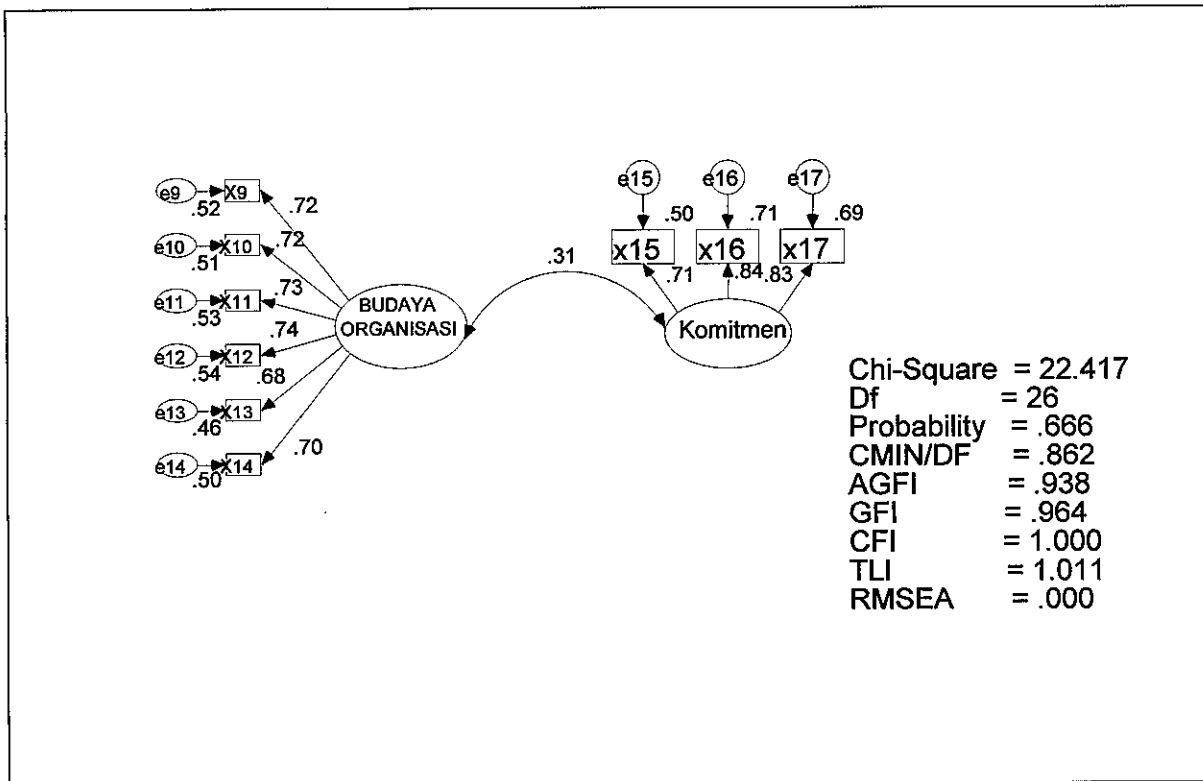 e9 X9
.52 .72
e10 X10 .72
.51
e11 X11 .73
.53
e12 X12 .74
.54 .68
e13 X13
.46
e14 X14 .70
.50
BUDAYA
ORGANISASI
.31
e15 e16 e17
.50 .71 .69
x15 x16 x17
.71 .84 .83
Komitmen
Chi-Square = 22.417
Df = 26
Probability = .666
CMIN/DF = .862
AGFI = .938
GFI = .964
CFI = 1.000
TLI = 1.011
RMSEA = .000